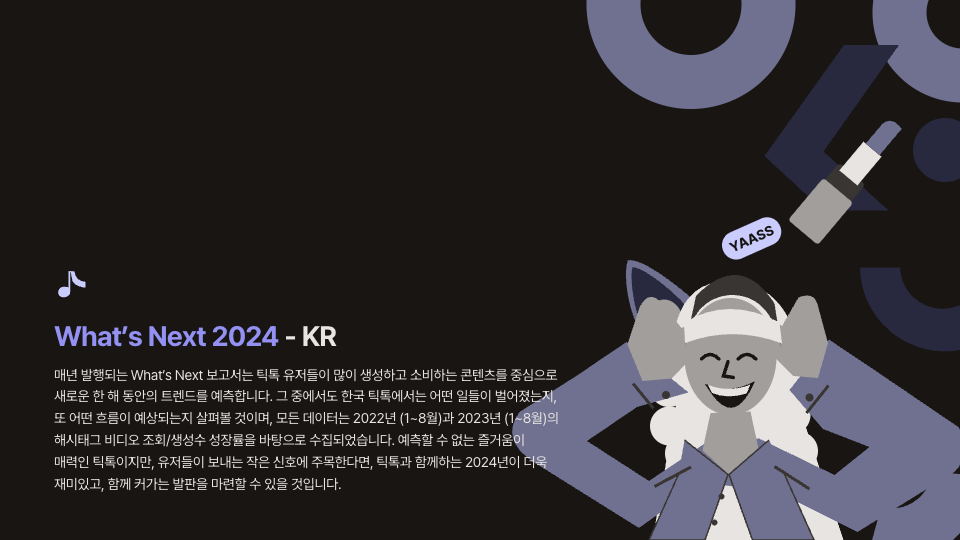 YAASS
What's Next 2024 - KR
매년 발행되는 What's Next 보고서는 틱톡 유저들이 많이 생성하고 소비하는 콘텐츠를 중심으로
새로운 한 해 동안의 트렌드를 예측합니다. 그 중에서도 한국 틱톡에서는 어떤 일들이 벌어졌는지,
또 어떤 흐름이 예상되는지 살펴볼 것이며, 모든 데이터는 2022년 (1~8월)과 2023년 (1~8월)의
해시태그 비디오 조회/생성수 성장률을 바탕으로 수집되었습니다. 예측할 수 없는 즐거움이
매력인 틱톡이지만, 유저들이 보내는 작은 신호에 주목한다면, 틱톡과 함께하는 2024년이 더욱
재미있고, 함께 커가는 발판을 마련할 수 있을 것입니다.